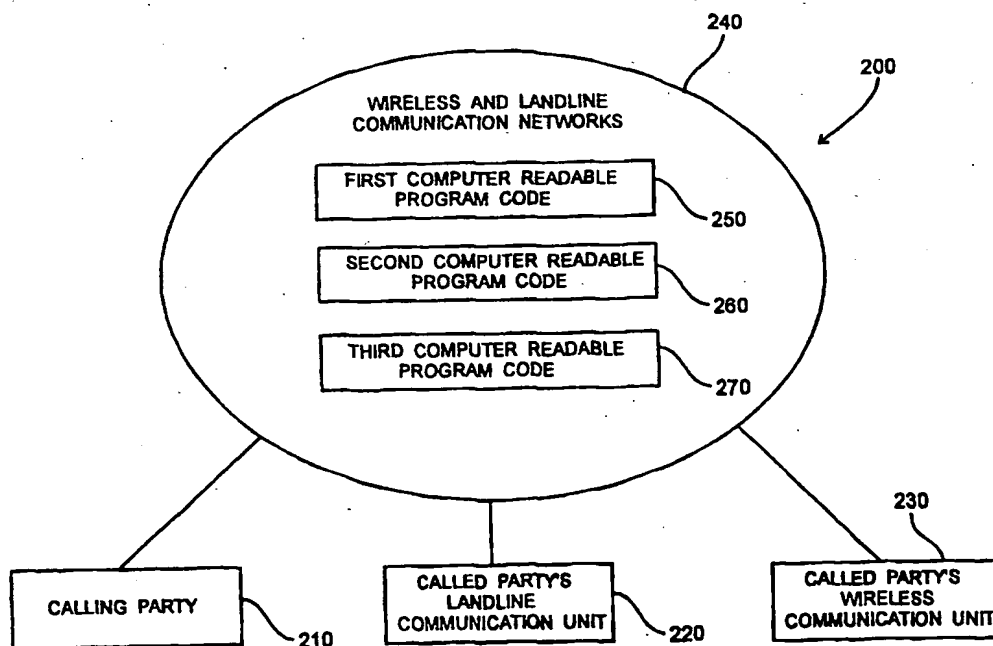 240
200
WIRELESS AND LANDLINE
COMMUNICATION NETWORKS
FIRST COMPUTER READABLE
PROGRAM CODE
250
SECOND COMPUTER READABLE
PROGRAM CODE
260
THIRD COMPUTER READABLE
PROGRAM CODE
270
CALLING PARTY
210
CALLED PARTY'S
LANDLINE
COMMUNICATION UNIT
220
230
CALLED PARTY'S
WIRELESS
COMMUNICATION UNIT